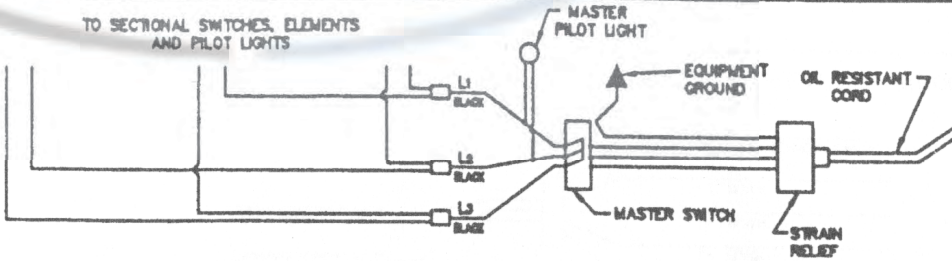 TO SECTIONAL SWITCHES, ELEMENTS
AND PILOT LIGHTS
MASTER
PILOT LIGHT
EQUIPMENT
GROUND
OIL RESISTANT
CORD
L1
BLACK
L2
BLACK
L3
BLACK
MASTER SWITCH
STRAIN
RELIEF